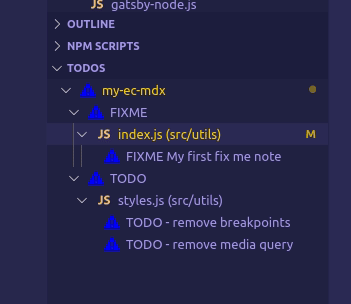 JS gatsby-node.js
OUTLINE
NPM SCRIPTS
TODOS
my-ec-mdx
FIXME
JS index.js (src/utils) M
FIXME My first fix me note
TODO
JS styles.js (src/utils)
TODO - remove breakpoints
TODO - remove media query